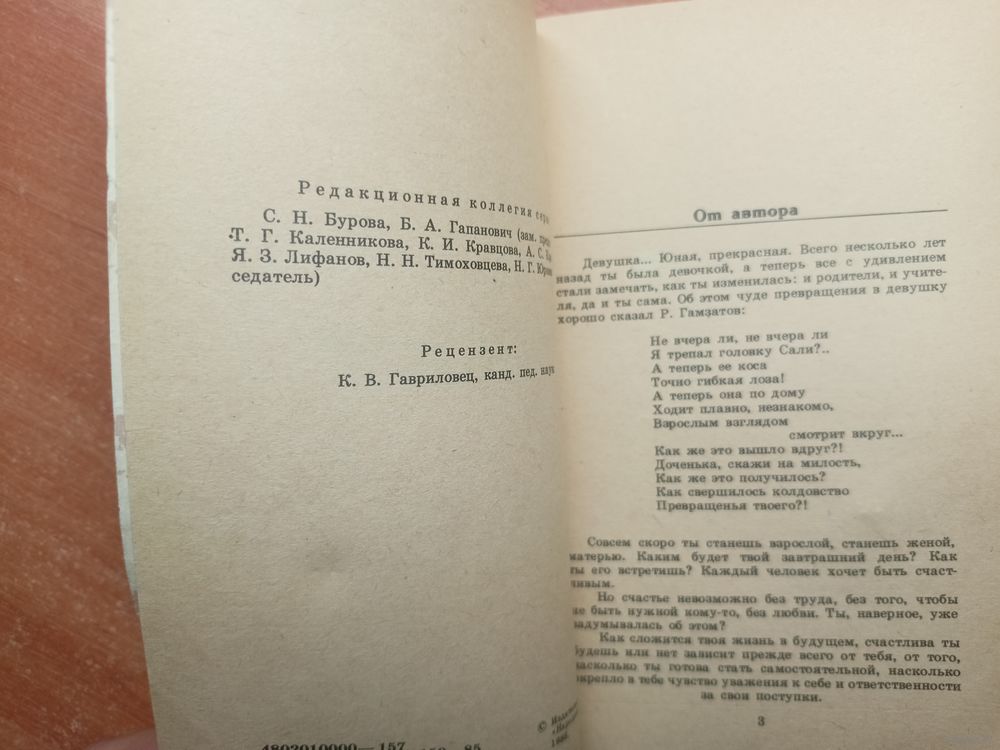 Редакционная коллегия
С. Н. Бурова, Б. А. Гапанович (зам.
Т. Г. Каленникова, К. И. Кравцова, А. С.
Я. З. Лифанов, Н. Н. Тимоховцева, Н. Г.
седатель)
Рецензент:
К. В. Гавриловец, канд. пед. наук
4802010000—157
85
©
От автора
Девушка... Юная, прекрасная. Всего несколько лет
назад ты была девочкой, а теперь все с удивлением
стали замечать, как ты изменилась: и родители, и учите-
ля, да и ты сама. Об этом чуде превращения в девушку
хорошо сказал Р. Гамзатов:
Не вчера ли, не вчера ли
Я трепал головку Сали?..
А теперь ее коса
Точно гибкая лоза!
А теперь она по дому
Ходит плавно, незнакомо,
Взрослым взглядом
смотрит вкруг...
Как же это вышло вдруг?!
Доченька, скажи на милость,
Как же это получилось?
Как свершилось колдовство
Превращенья твоего?!
Совсем скоро ты станешь взрослой, станешь женой,
матерью. Каким будет твой завтрашний день? Как
ты его встретишь? Каждый человек хочет быть счаст-
ливым.
Но счастье невозможно без труда, без того, чтобы
не быть нужной кому-то, без любви. Ты, наверное, уже
задумывалась об этом?
Как сложится твоя жизнь в будущем, счастлива ты
будешь или нет зависит прежде всего от тебя, от того,
насколько ты готова стать самостоятельной, насколько
окрепло в тебе чувство уважения к себе и ответственности
за свои поступки.
3